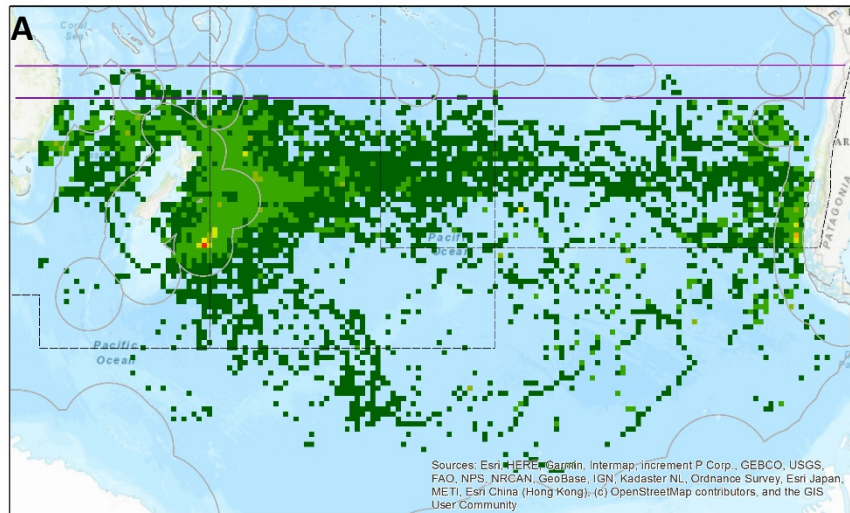 A
Coral
Sea
AR
PATAGONIA
Pacific
Ocean
Pacific
Ocean
Sources: Esri, HERE, Garmin, Intermap, increment P Corp., GEBCO, USGS,
FAO, NPS, NRCAN, GeoBase, IGN, Kadaster NL, Ordnance Survey, Esri Japan,
METI, Esri China (Hong Kong), (c) OpenStreetMap contributors, and the GIS
User Community